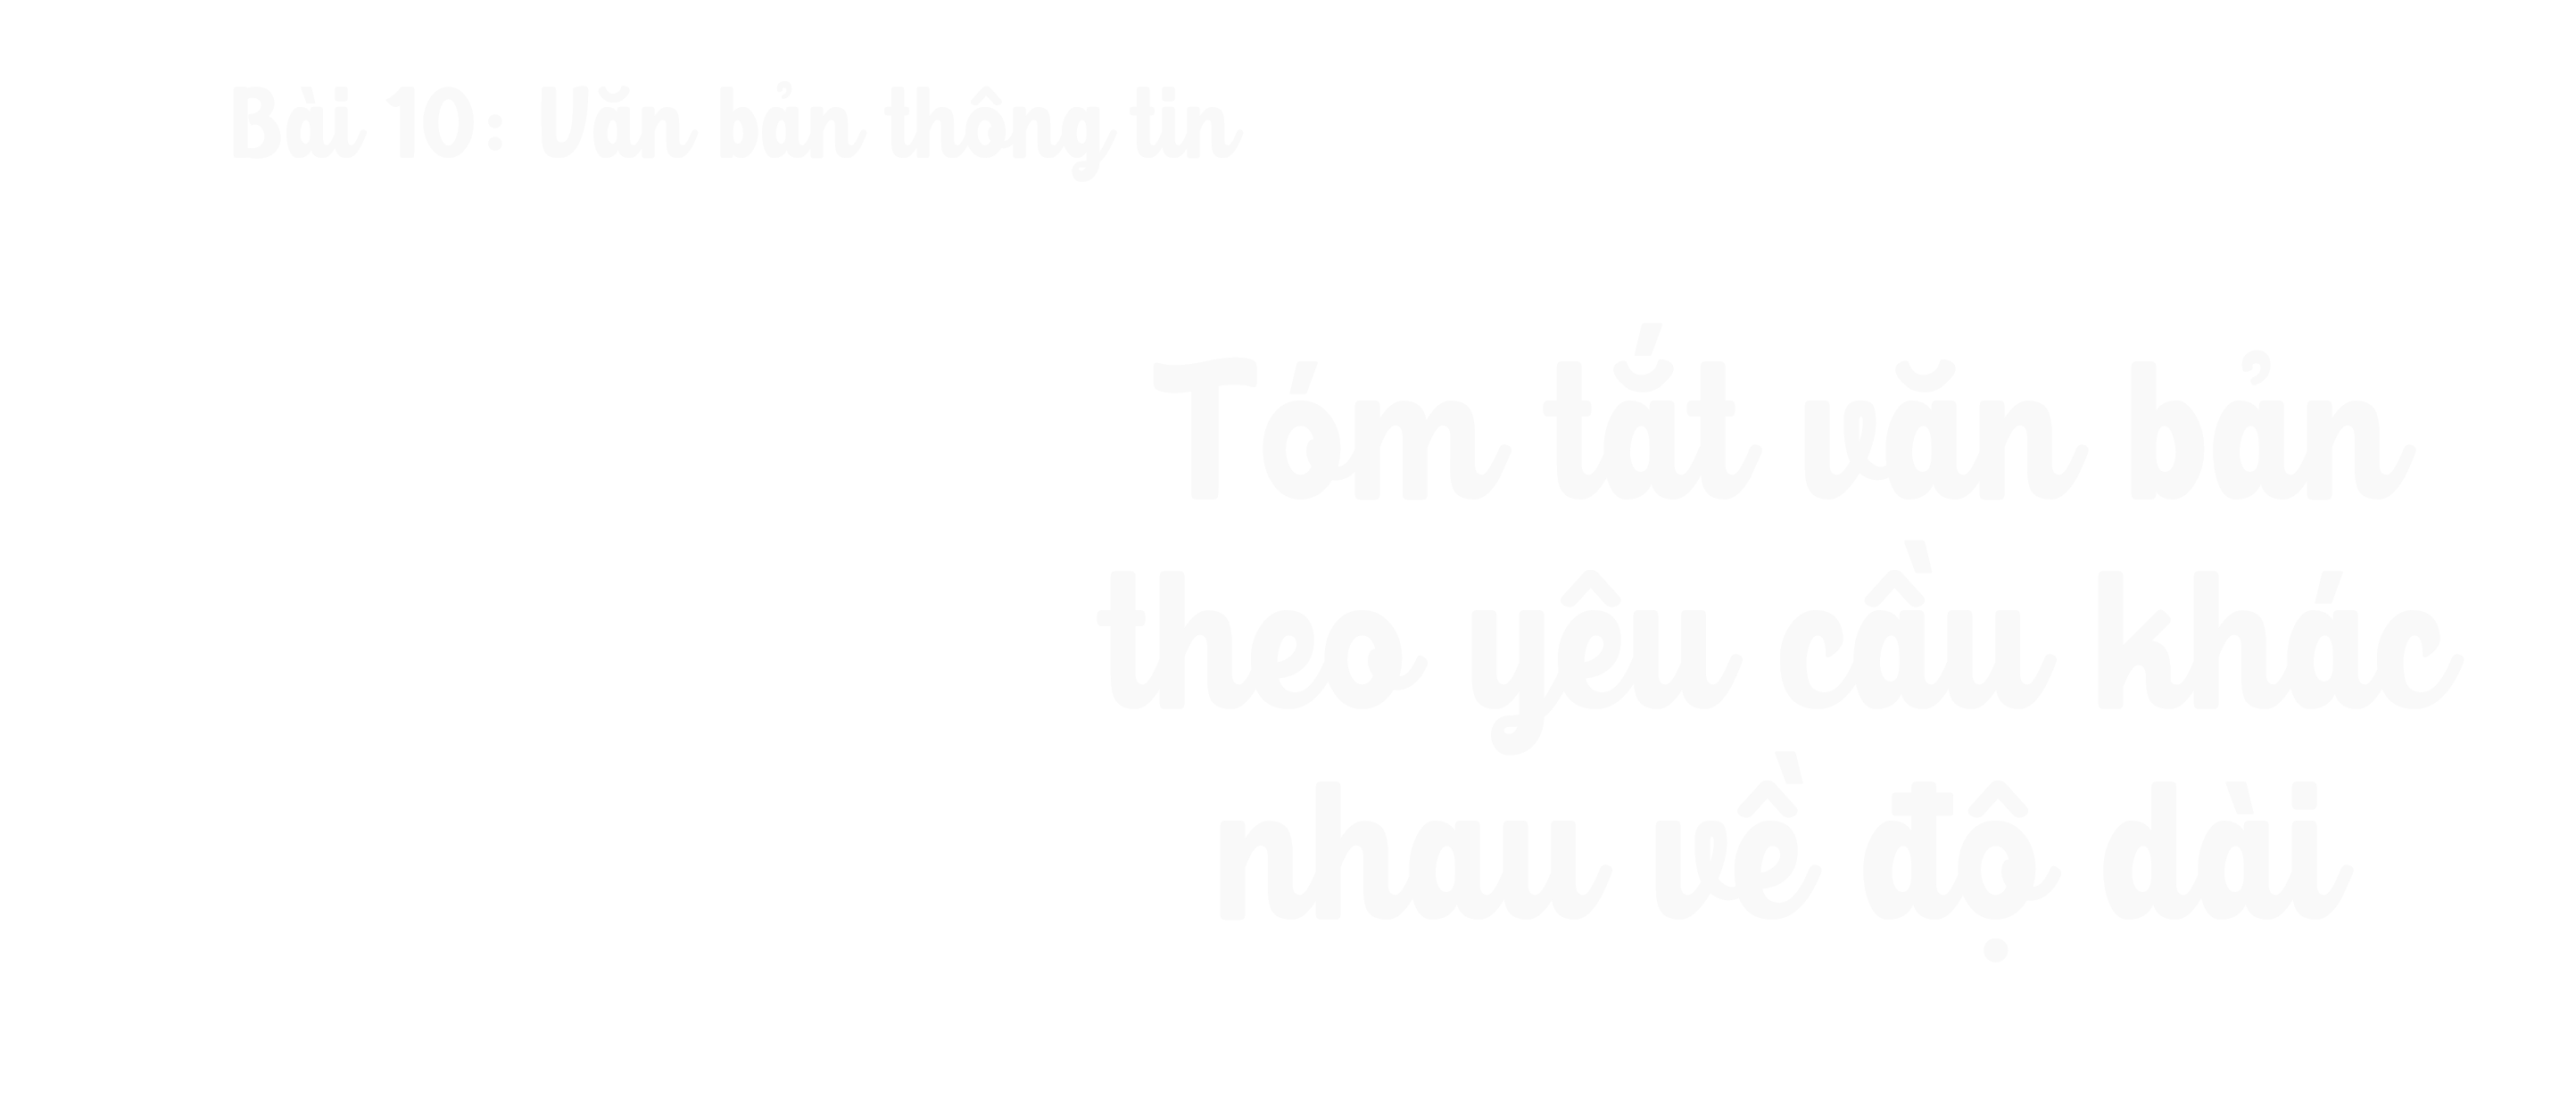 Bài 10: Văn bản thông tin
Tóm tắt văn bản
theo yêu cầu khác
nhau về độ dài